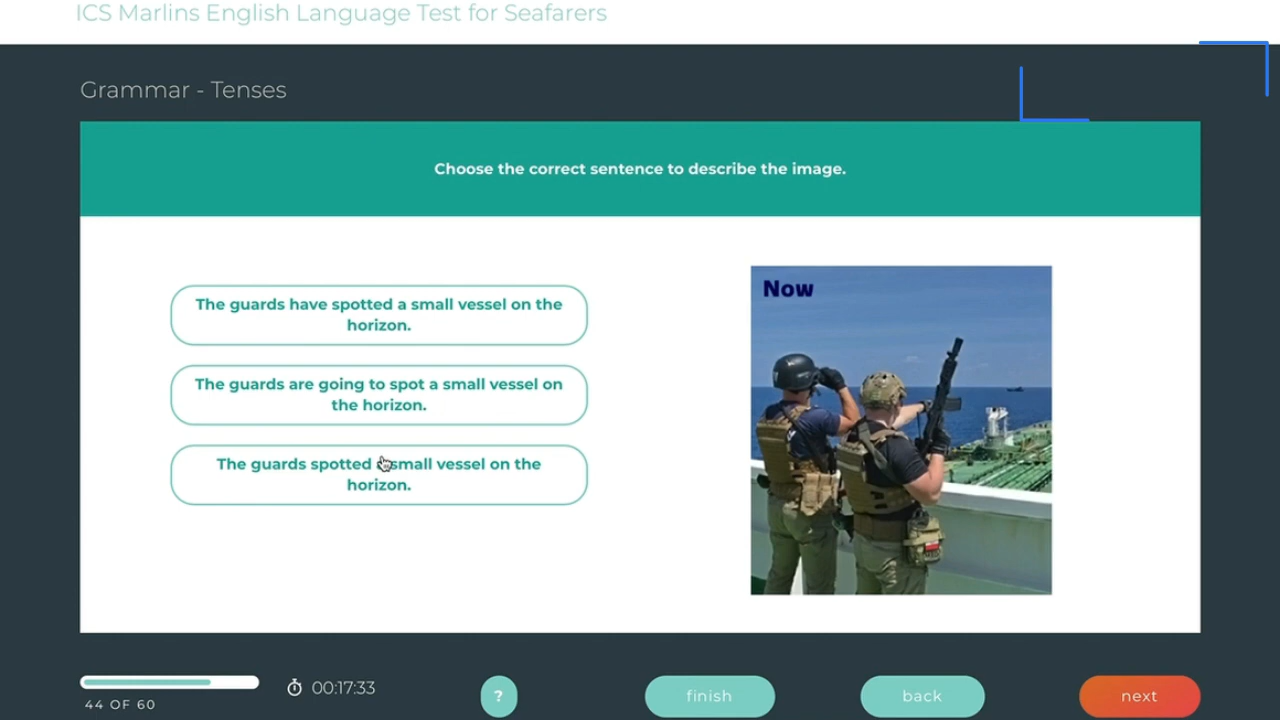 ICS Marlins English Language Test for Seafarers
Grammar - Tenses
Choose the correct sentence to describe the image.
The guards have spotted a small vessel on the
horizon.
The guards are going to spot a small vessel on
the horizon.
The guards spotted a small vessel on the
horizon.
Now
44 OF 60
00:17:33
?
finish
back
next